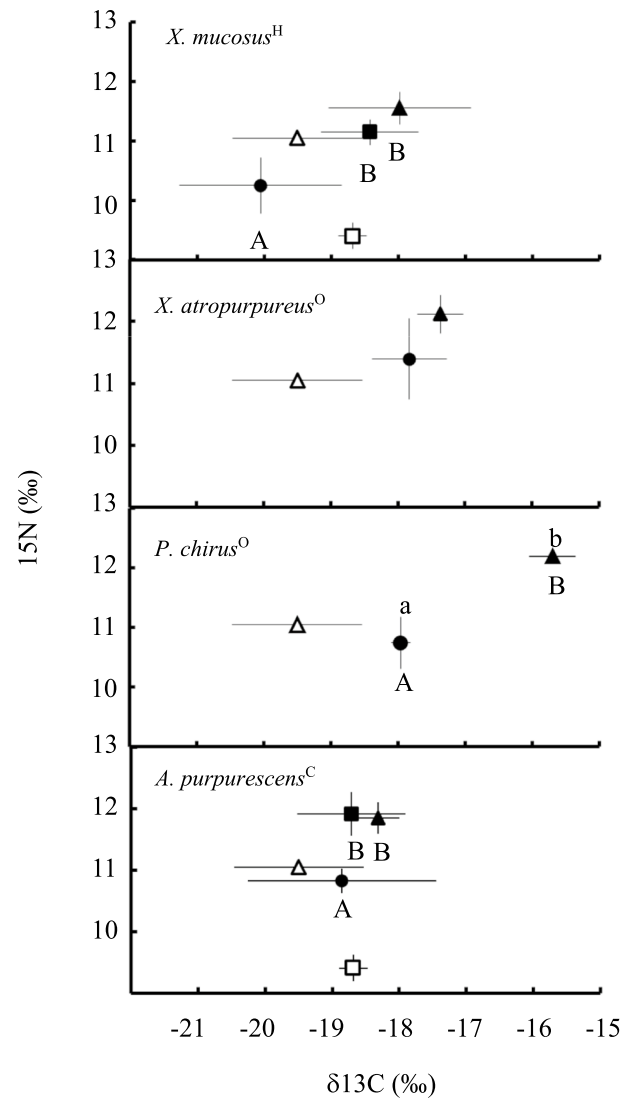 13
X. mucosusH
12
11
B B
10
A
13
X. atropurpureusO
12
11
10
13
P. chirusO
b
12
B
a
11
10
A
13
A. purpurescensC
12
B B
11
A
10
15N (‰)
-21 -20 -19 -18 -17 -16 -15
δ13C (‰)